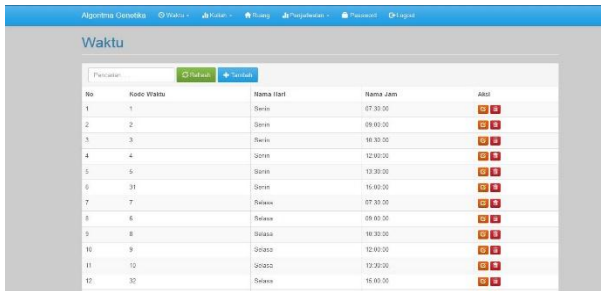 Algoritma Genetika Waktu Kuliah Ruang Penjadwalan Password Logout
Waktu
Pencarian ... Refresh Tambah
No Kode Waktu Nama Hari Nama Jam Aksi
1 1 Senin 07:30:00
2 2 Senin 09:00:00
3 3 Senin 10:30:00
4 4 Senin 12:00:00
5 5 Senin 13:30:00
6 31 Senin 15:00:00
7 7 Selasa 07:30:00
8 6 Selasa 09:00:00
9 8 Selasa 10:30:00
10 9 Selasa 12:00:00
11 10 Selasa 13:30:00
12 32 Selasa 15:00:00